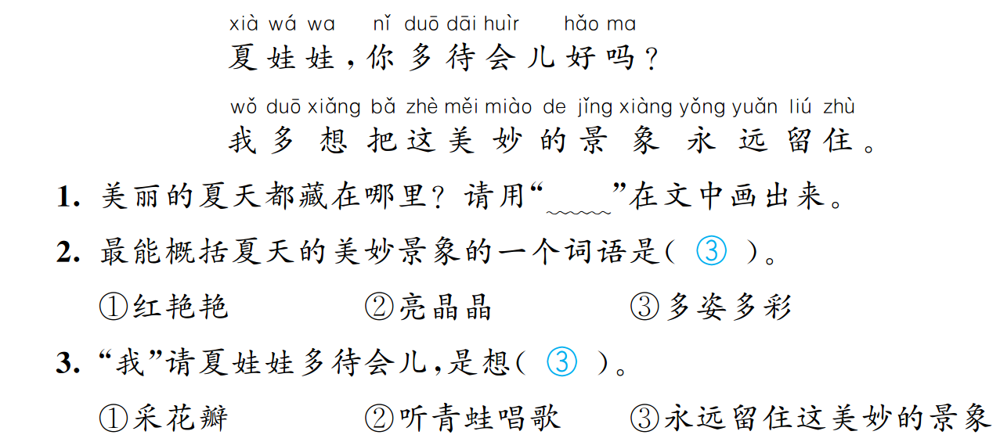 xià wá wa nǐ duō dāi huìr hǎo ma
夏娃娃，你多待会儿好吗？
wǒ duō xiǎng bǎ zhè měi miào de jǐng xiàng yǒng yuǎn liú zhù
我多想把这美妙的景象永远留住。
1. 美丽的夏天都藏在哪里？请用“____”在文中画出来。
2. 最能概括夏天的美妙景象的一个词语是( ③ )。
①红艳艳 ②亮晶晶 ③多姿多彩
3. “我”请夏娃娃多待会儿,是想( ③ )。
①采花瓣 ②听青蛙唱歌 ③永远留住这美妙的景象